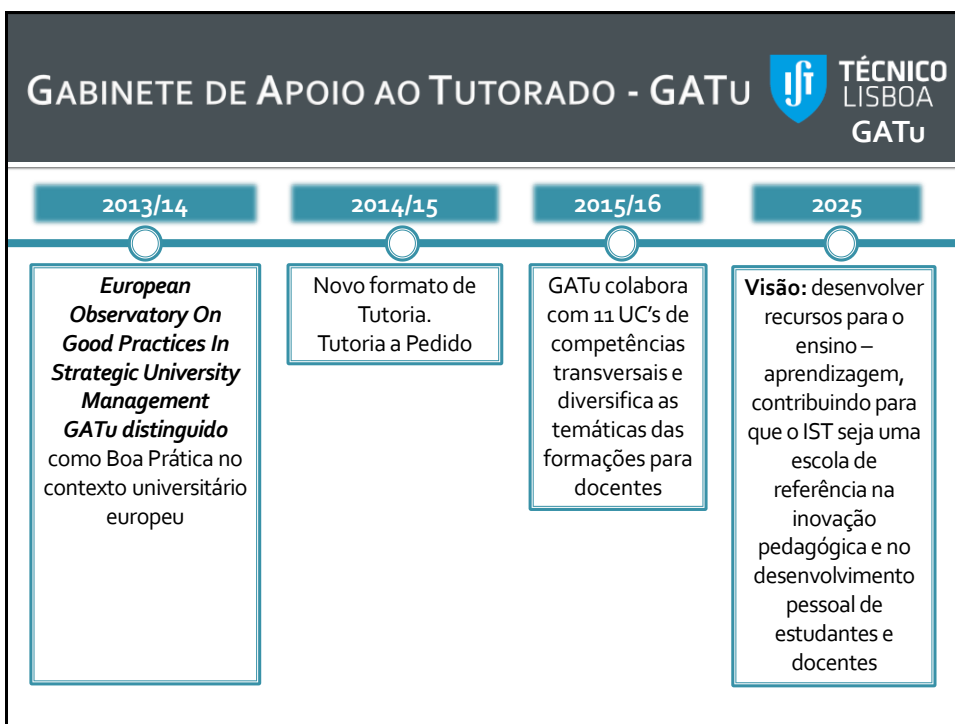 GABINETE DE APOIO AO TUTORADO - GATU
TÉCNICO
LISBOA
GATU
2013/14
European
Observatory On
Good Practices In
Strategic University
Management
GATu distinguido
como Boa Prática no
contexto universitário
europeu
2014/15
Novo formato de
Tutoria.
Tutoria a Pedido
2015/16
GATu colabora
com 11 UC's de
competências
transversais e
diversifica as
temáticas das
formações para
docentes
2025
Visão: desenvolver
recursos para o
ensino –
aprendizagem,
contribuindo para
que o IST seja uma
escola de
referência na
inovação
pedagógica e no
desenvolvimento
pessoal de
estudantes e
docentes